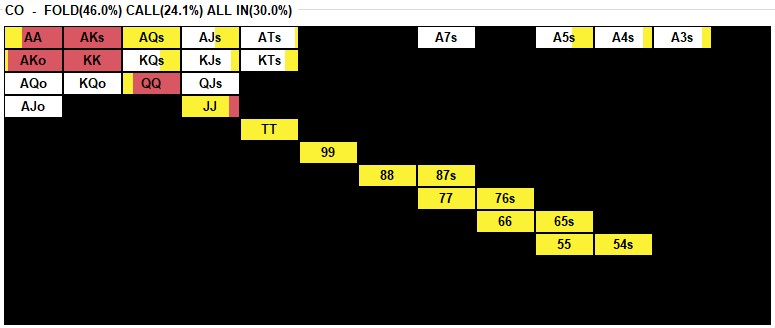 CO - FOLD(46.0%) CALL(24.1%) ALL IN(30.0%)
AA AKs AQs AJs ATs A7s A5s A4s A3s
AKo KK KQs KJs KTs
AQo KQo QQ QJs
AJo JJ
TT
99
88 87s
77 76s
66 65s
55 54s